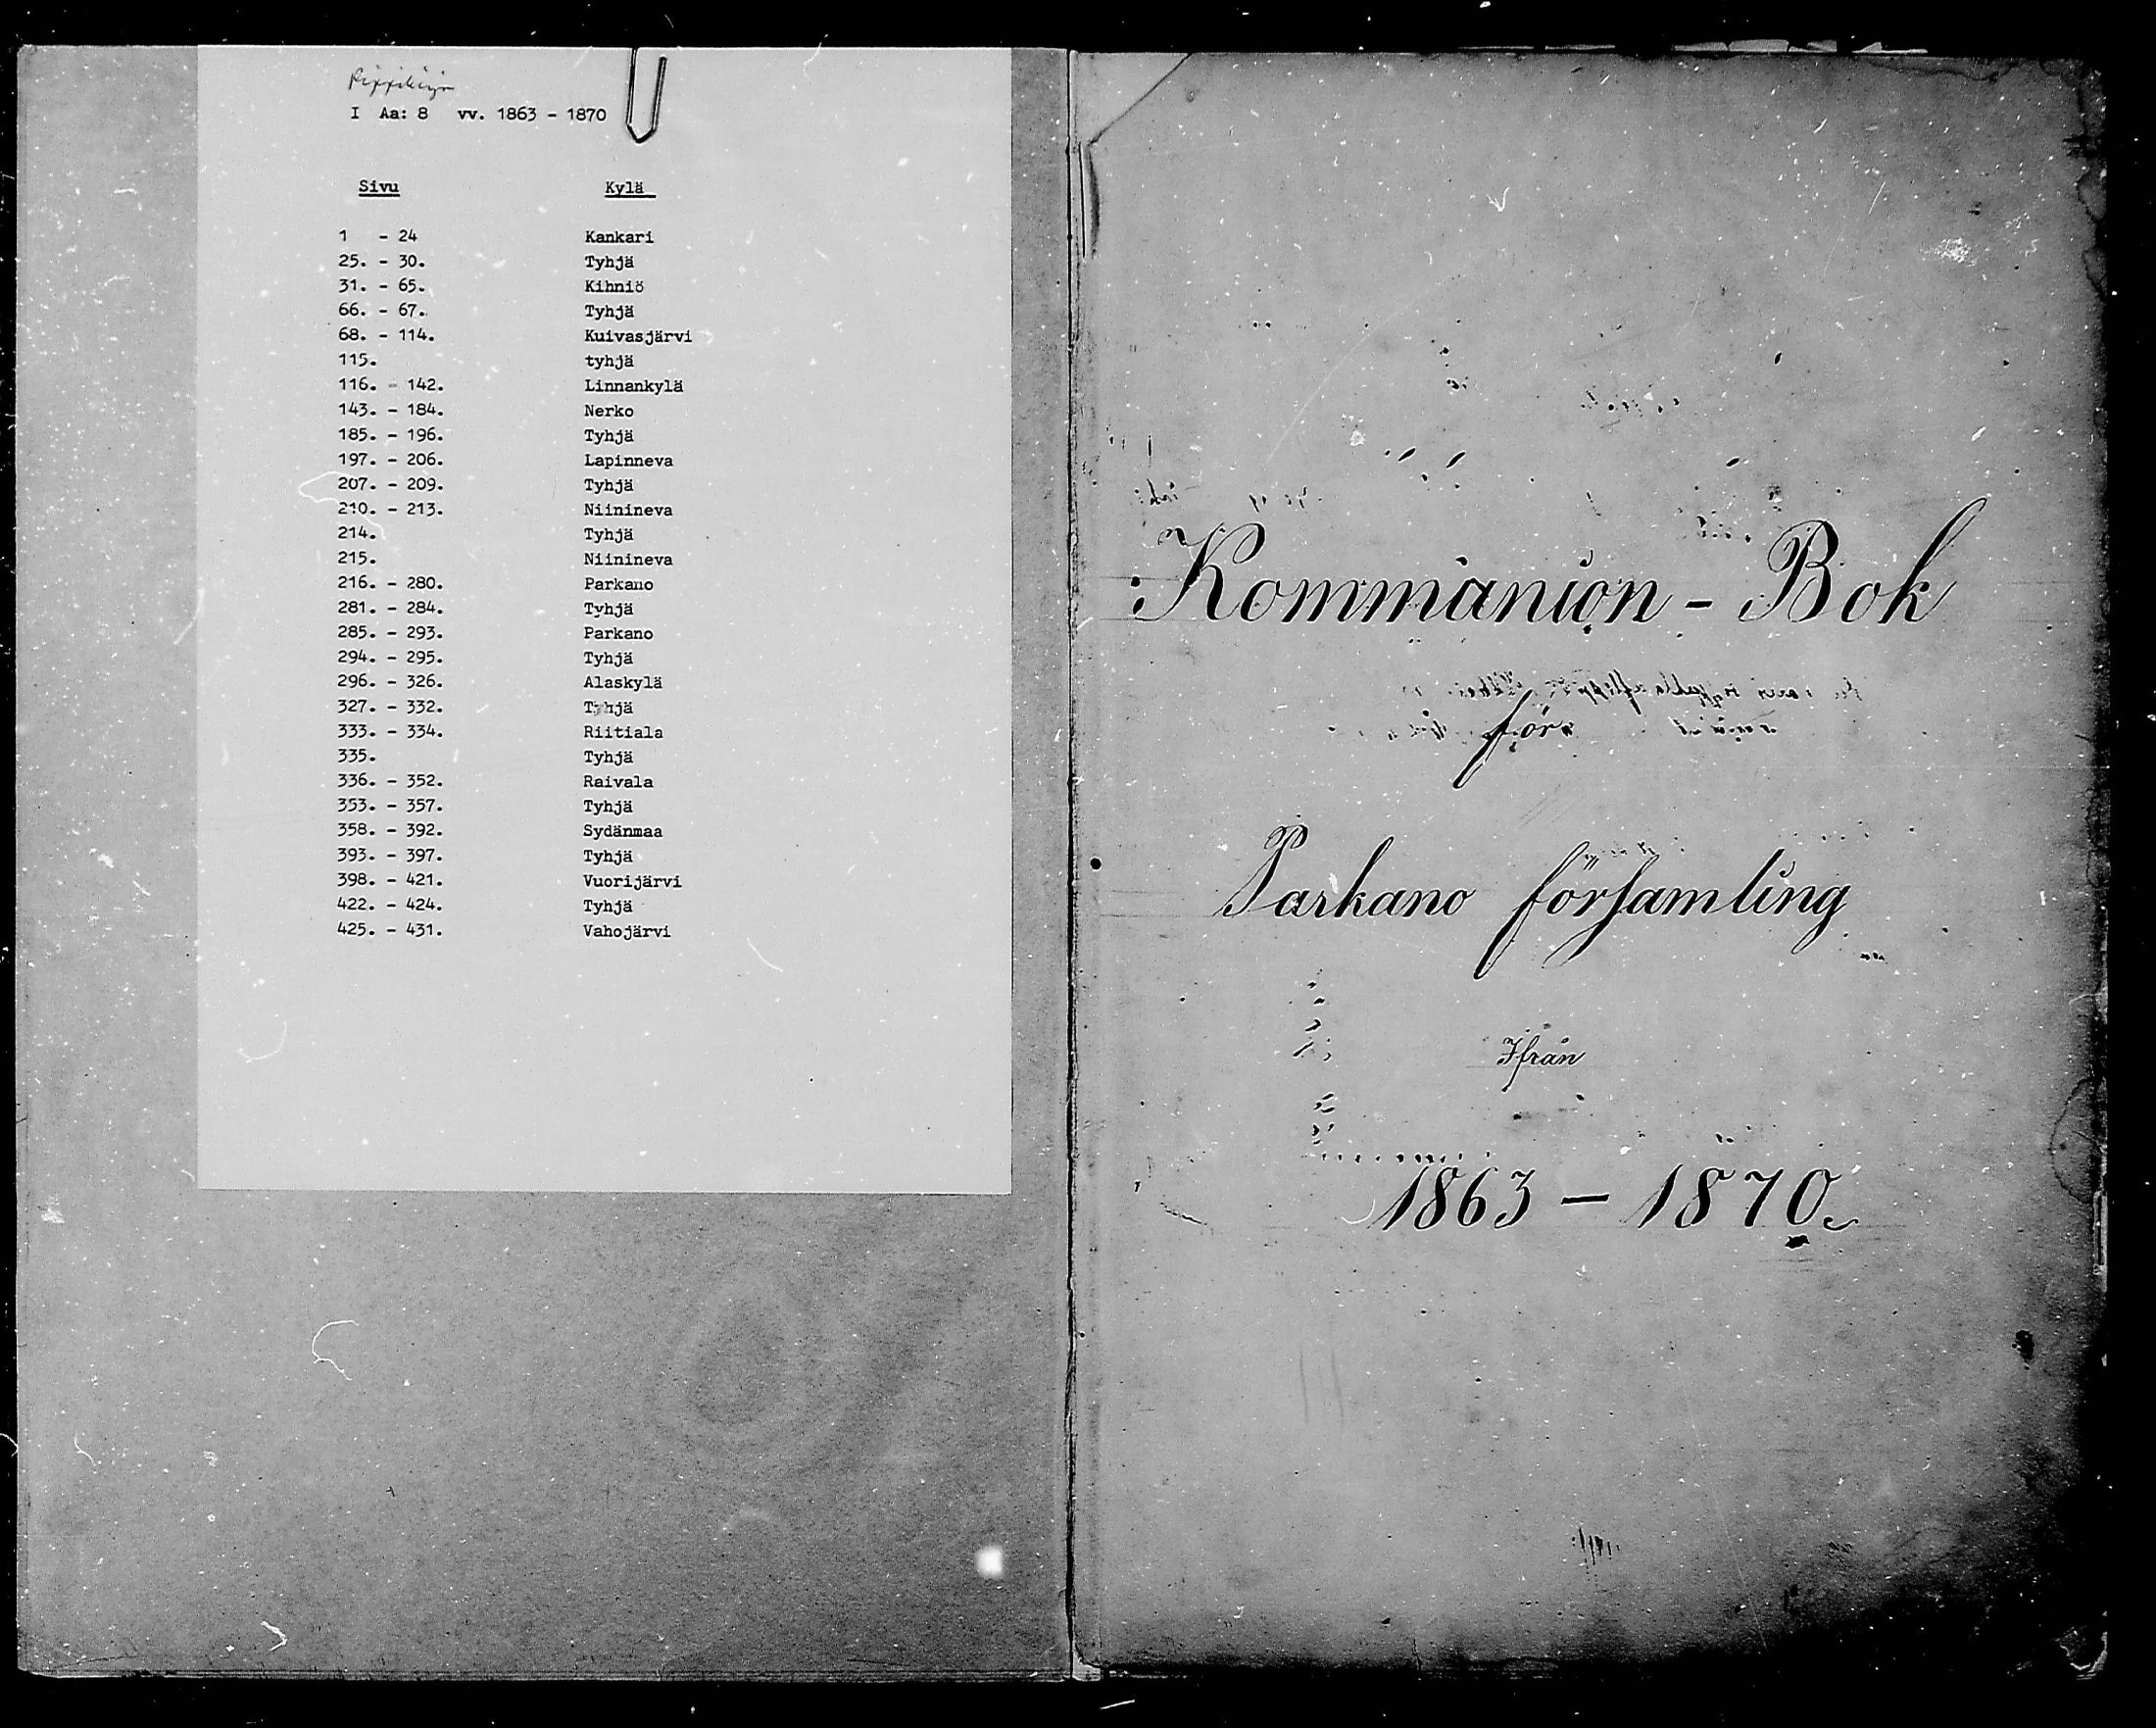 Rippikirja
I Aa: 8 vv. 1863 - 1870
Sivu Kylä
1 - 24 Kankari
25. - 30. Tyhjä
31. - 65. Kihniö
66. - 67. Tyhjä
68. - 114. Kuivasjärvi
115. tyhjä
116. - 142. Linnankylä
143. - 184. Nerko
185. - 196. Tyhjä
197. - 206. Lapinneva
207. - 209. Tyhjä
210. - 213. Niinineva
214. Tyhjä
215. Niinineva
216. - 280. Parkano
281. - 284. Tyhjä
285. - 293. Parkano
294. - 295. Tyhjä
296. - 326. Alaskylä
327. - 332. Tyhjä
333. - 334. Riitiala
335. Tyhjä
336. - 352. Raivala
353. - 357. Tyhjä
358. - 392. Sydänmaa
393. - 397. Tyhjä
398. - 421. Vuorijärvi
422. - 424. Tyhjä
425. - 431. Vahojärvi
Kommunion - Bok
för
Parkano församling
Ifrån
1863 - 1870.